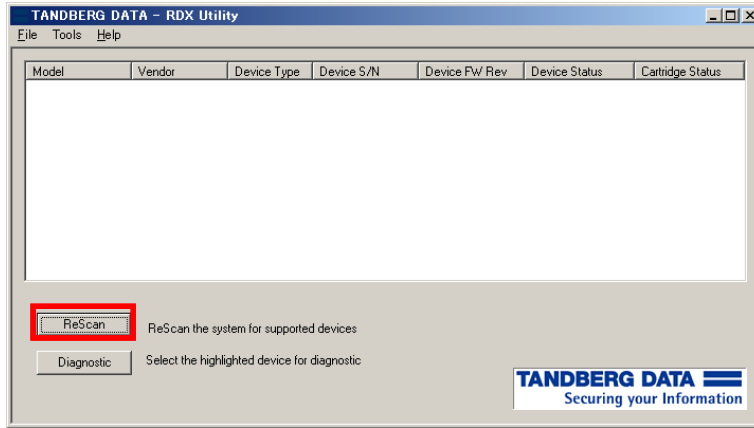 TANDBERG DATA - RDX Utility
File Tools Help
Model Vendor Device Type Device S/N Device FW Rev Device Status Cartridge Status
ReScan ReScan the system for supported devices
Diagnostic Select the highlighted device for diagnostic
TANDBERG DATA
Securing your Information